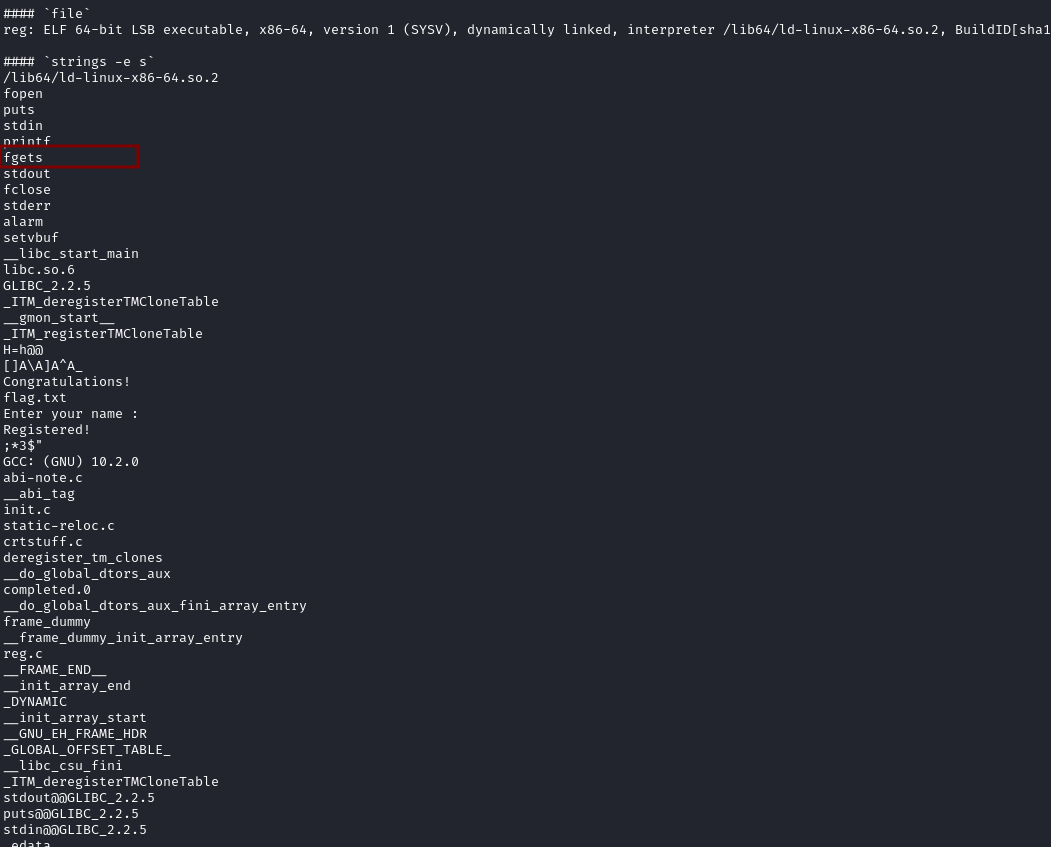 #### `file`
reg: ELF 64-bit LSB executable, x86-64, version 1 (SYSV), dynamically linked, interpreter /lib64/ld-linux-x86-64.so.2, BuildID[sha1
#### `strings -e s`
/lib64/ld-linux-x86-64.so.2
fopen
puts
stdin
printf
fgets
stdout
fclose
stderr
alarm
setvbuf
__libc_start_main
libc.so.6
GLIBC_2.2.5
_ITM_deregisterTMCloneTable
__gmon_start__
_ITM_registerTMCloneTable
H=h@@
[]A\A]A^A_
Congratulations!
flag.txt
Enter your name :
Registered!
;*3$"
GCC: (GNU) 10.2.0
abi-note.c
__abi_tag
init.c
static-reloc.c
crtstuff.c
deregister_tm_clones
__do_global_dtors_aux
completed.0
__do_global_dtors_aux_fini_array_entry
frame_dummy
__frame_dummy_init_array_entry
reg.c
__FRAME_END__
__init_array_end
_DYNAMIC
__init_array_start
__GNU_EH_FRAME_HDR
_GLOBAL_OFFSET_TABLE_
__libc_csu_fini
_ITM_deregisterTMCloneTable
stdout@@GLIBC_2.2.5
puts@@GLIBC_2.2.5
stdin@@GLIBC_2.2.5
_edata